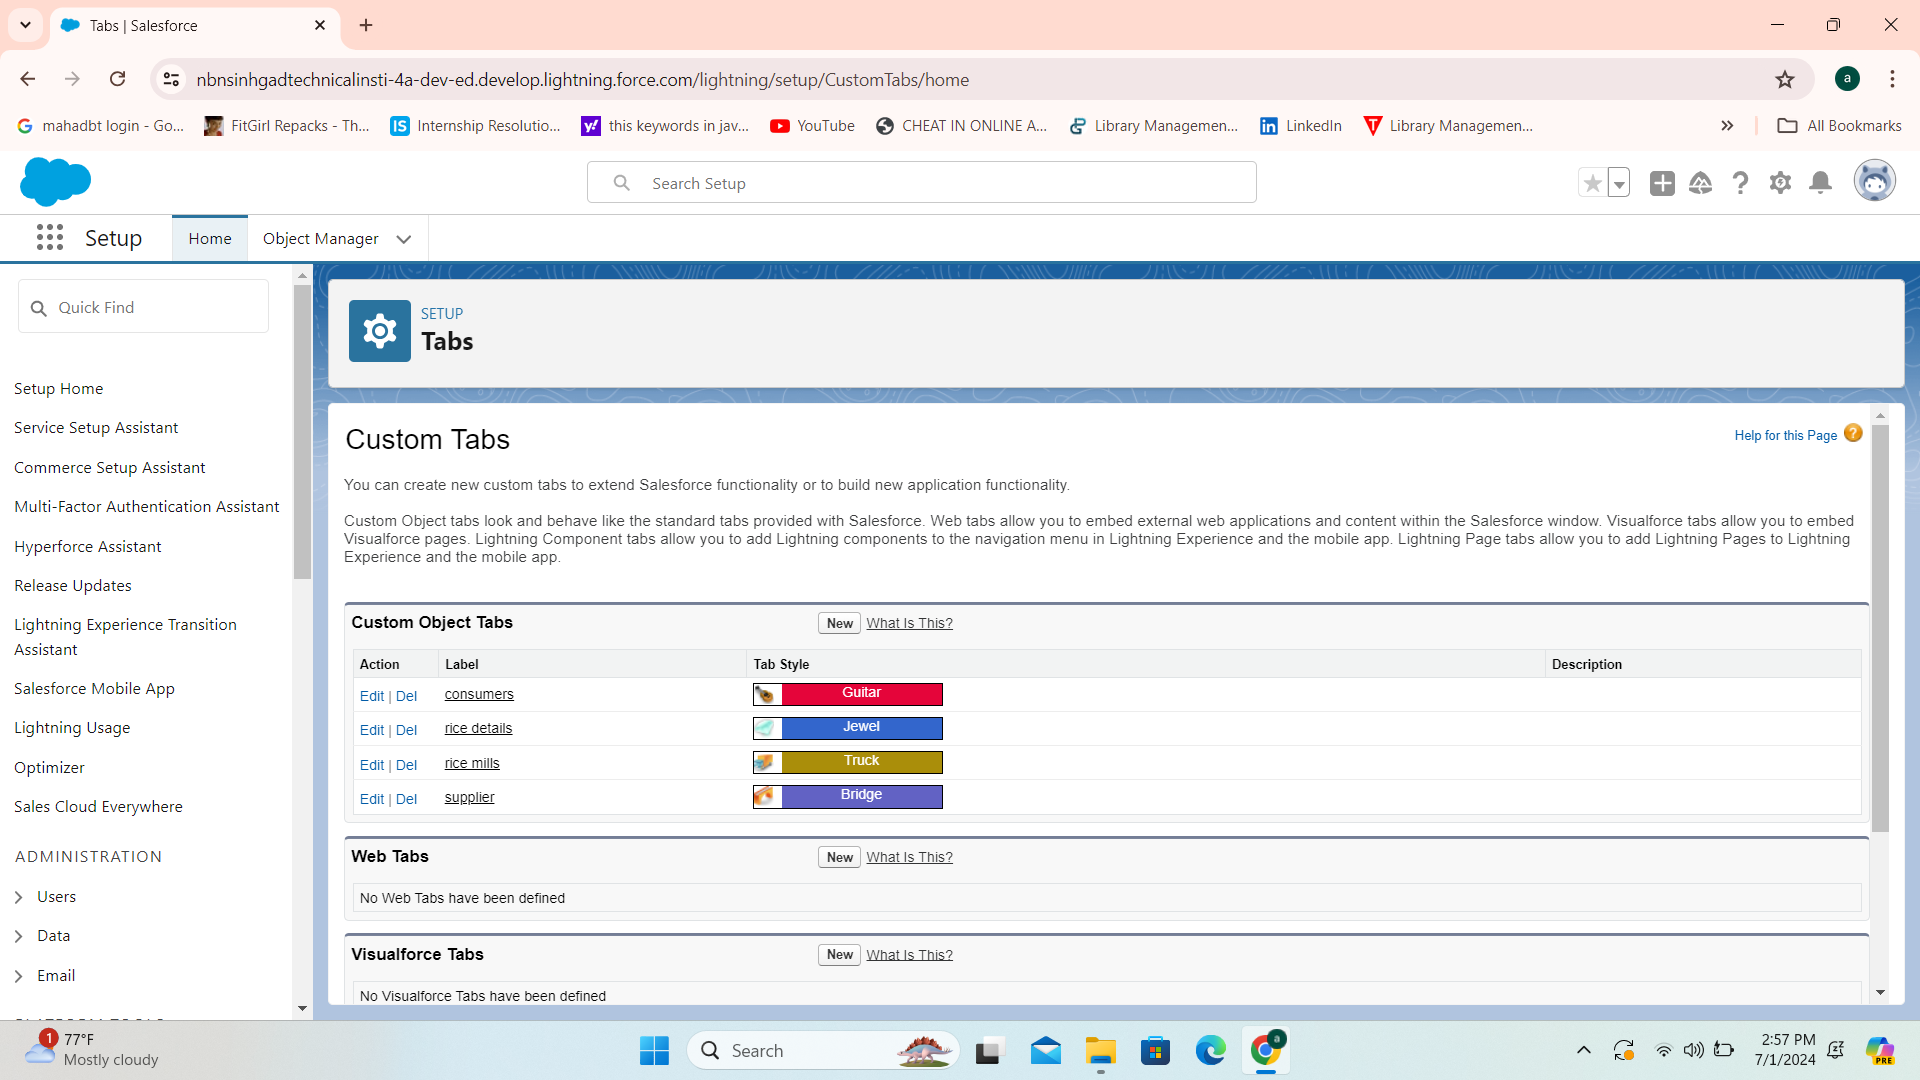 Tabs | Salesforce
nbnsinhgadtechnicalinsti-4a-dev-ed.develop.lightning.force.com/lightning/setup/CustomTabs/home
a
mahadbt login - Go...
FitGirl Repacks - Th...
IS Internship Resolutio...
y! this keywords in jav...
YouTube
CHEAT IN ONLINE A...
Library Managemen...
in LinkedIn
Library Managemen...
All Bookmarks
Search Setup
Setup
Home
Object Manager
Quick Find
Setup Home
Service Setup Assistant
Commerce Setup Assistant
Multi-Factor Authentication Assistant
Hyperforce Assistant
Release Updates
Lightning Experience Transition
Assistant
Salesforce Mobile App
Lightning Usage
Optimizer
Sales Cloud Everywhere
ADMINISTRATION
Users
Data
Email
SETUP
Tabs
Custom Tabs
Help for this Page ?
You can create new custom tabs to extend Salesforce functionality or to build new application functionality.
Custom Object tabs look and behave like the standard tabs provided with Salesforce. Web tabs allow you to embed external web applications and content within the Salesforce window. Visualforce tabs allow you to embed
Visualforce pages. Lightning Component tabs allow you to add Lightning components to the navigation menu in Lightning Experience and the mobile app. Lightning Page tabs allow you to add Lightning Pages to Lightning
Experience and the mobile app.
Custom Object Tabs New What Is This?
Action Label Tab Style Description
Edit | Del consumers Guitar
Edit | Del rice details Jewel
Edit | Del rice mills Truck
Edit | Del supplier Bridge
Web Tabs New What Is This?
No Web Tabs have been defined
Visualforce Tabs New What Is This?
No Visualforce Tabs have been defined
1
77°F
Mostly cloudy
Search
a
2:57 PM
7/1/2024
PRE